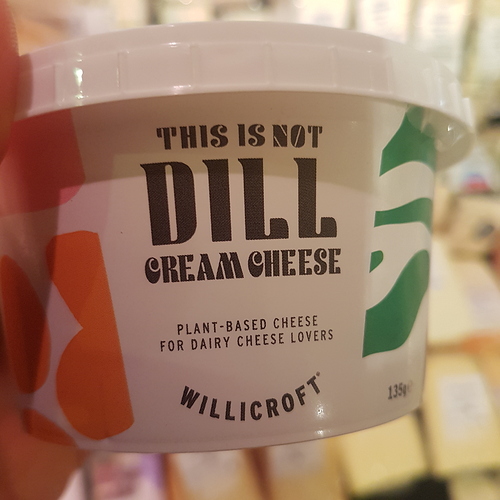 THIS IS NOT
DILL
CREAM CHEESE
PLANT-BASED CHEESE
FOR DAIRY CHEESE LOVERS
WILLICROFT
135g